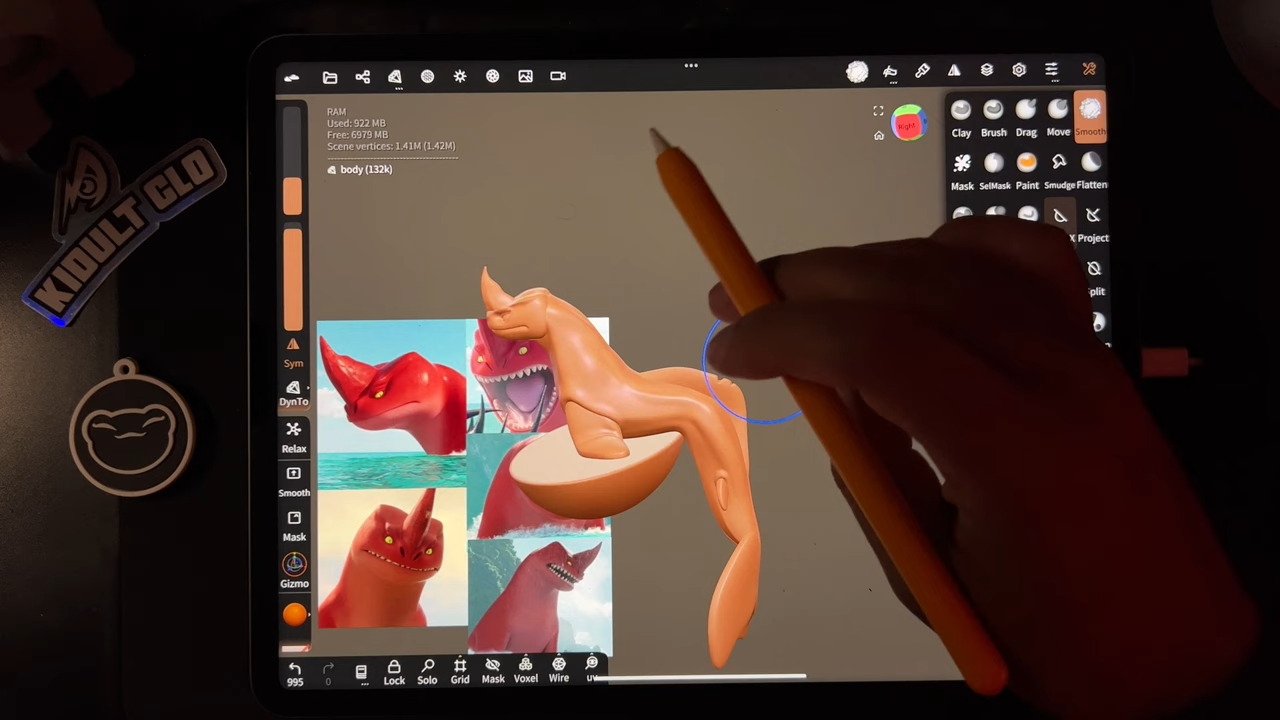 RAM
Used: 922 MB
Free: 6979 MB
Scene vertices: 1.41M (1.42M)
body (132k)
Right
Clay Brush Drag Move Smooth
Mask SelMask Paint Smudge Flatten
Project
KIDULT CLO
Sym
DynTo
Relax
Smooth
Mask
Gizmo
995 0 Lock Solo Grid Mask Voxel Wire